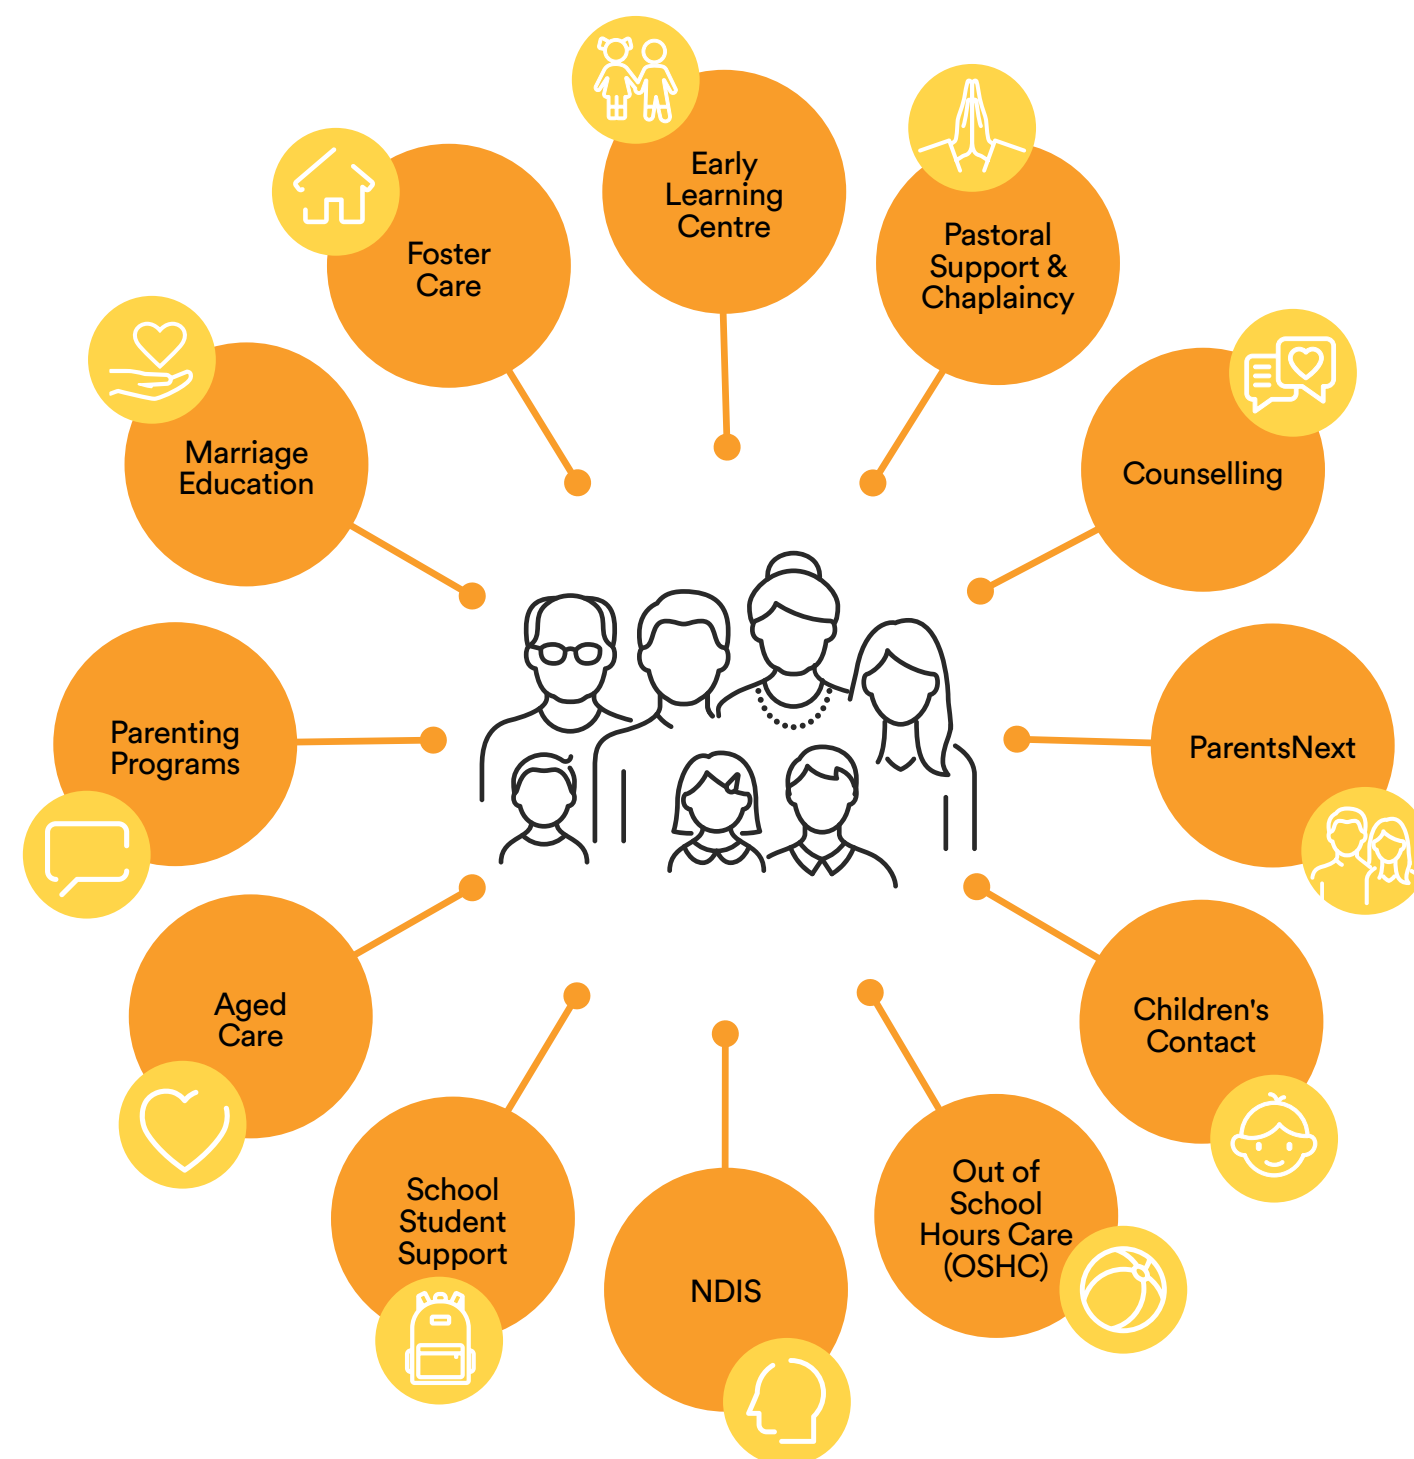 Early
Learning
Centre
Pastoral
Support &
Chaplaincy
Counselling
ParentsNext
Children's
Contact
Out of
School
Hours Care
(OSHC)
NDIS
School
Student
Support
Aged
Care
Parenting
Programs
Marriage
Education
Foster
Care